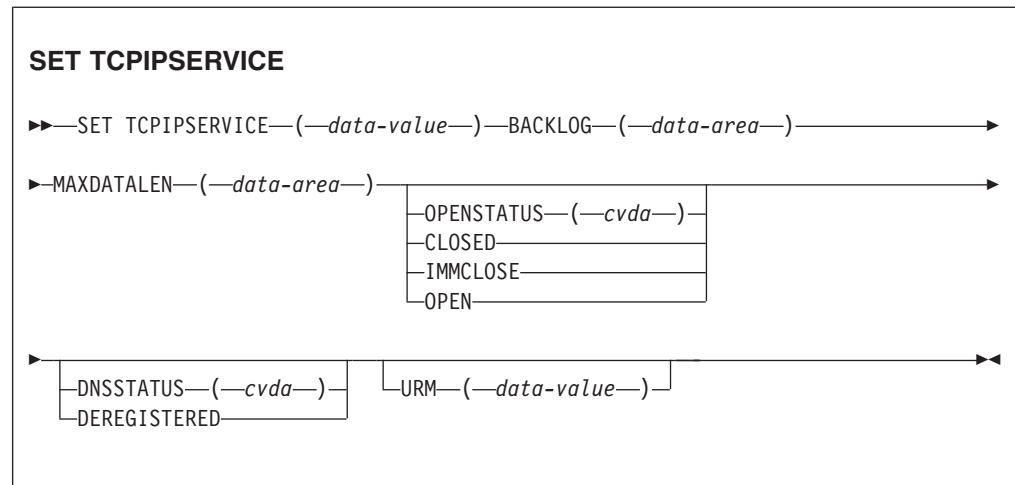 SET TCPIPSERVICE
SET TCPIPSERVICE ( data-value ) BACKLOG ( data-area )
MAXDATALEN ( data-area )
OPENSTATUS ( cvda )
CLOSED
IMMCLOSE
OPEN
DNSSTATUS ( cvda )
DEREGISTERED
URM ( data-value )